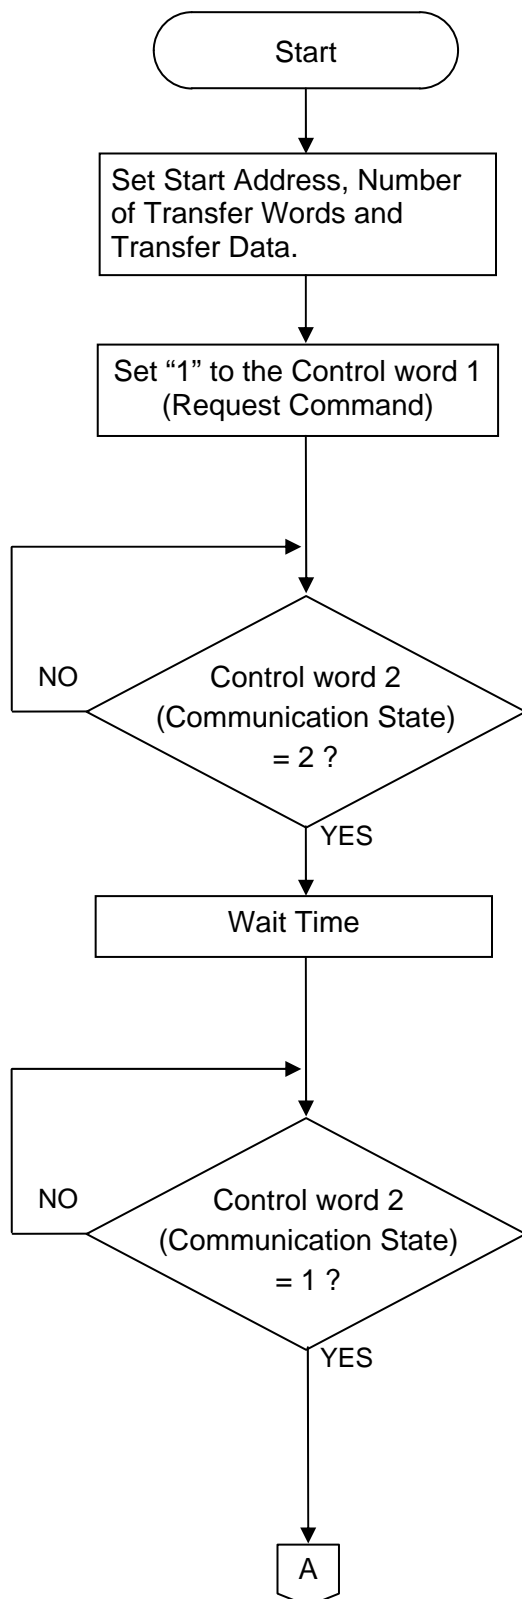 Start
Set Start Address, Number
of Transfer Words and
Transfer Data.
Set “1” to the Control word 1
(Request Command)
NO
Control word 2
(Communication State)
= 2 ?
YES
Wait Time
NO
Control word 2
(Communication State)
= 1 ?
YES
A